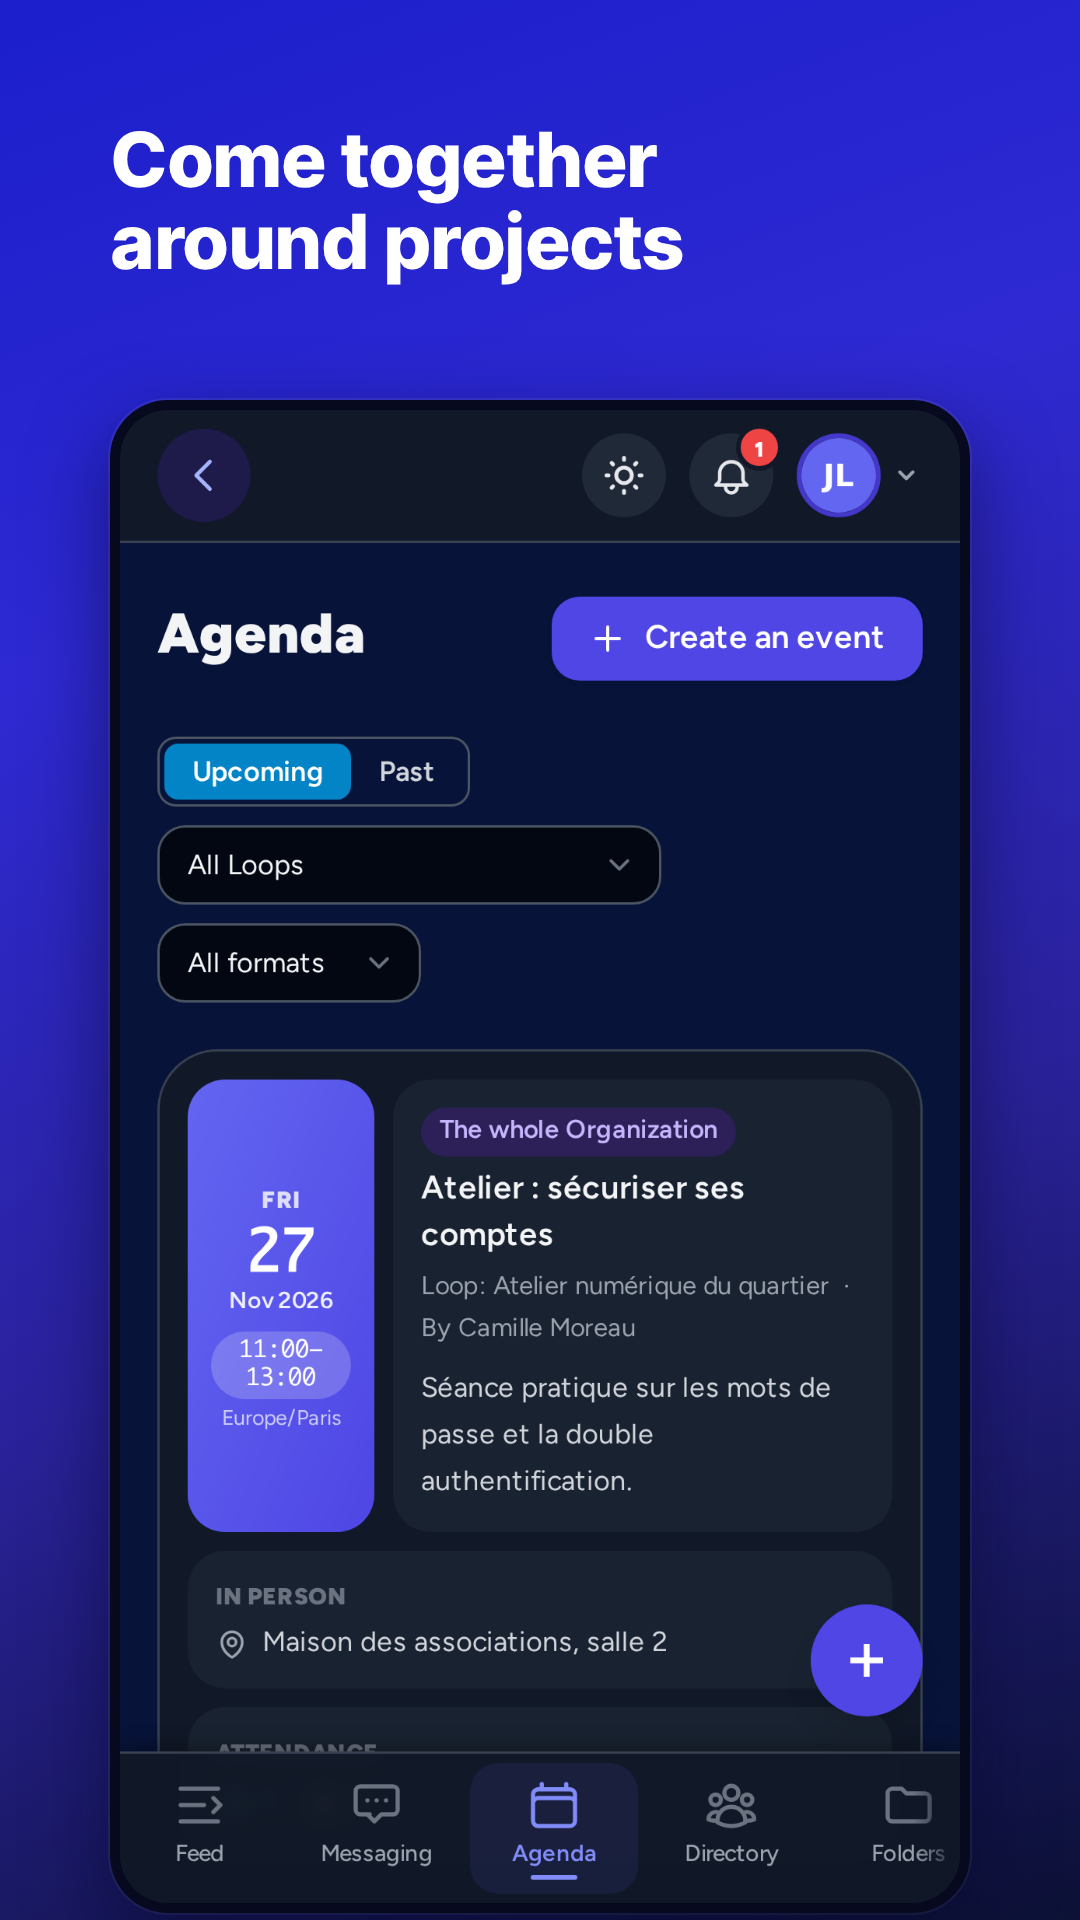 Come together
around projects
1
JL
Agenda
Create an event
Upcoming
Past
All Loops
All formats
FRI
27
Nov 2026
11:00–
13:00
Europe/Paris
The whole Organization
Atelier : sécuriser ses
comptes
Loop: Atelier numérique du quartier ·
By Camille Moreau
Séance pratique sur les mots de
passe et la double
authentification.
IN PERSON
Maison des associations, salle 2
ATTENDANCE
Feed
Messaging
Agenda
Directory
Folders